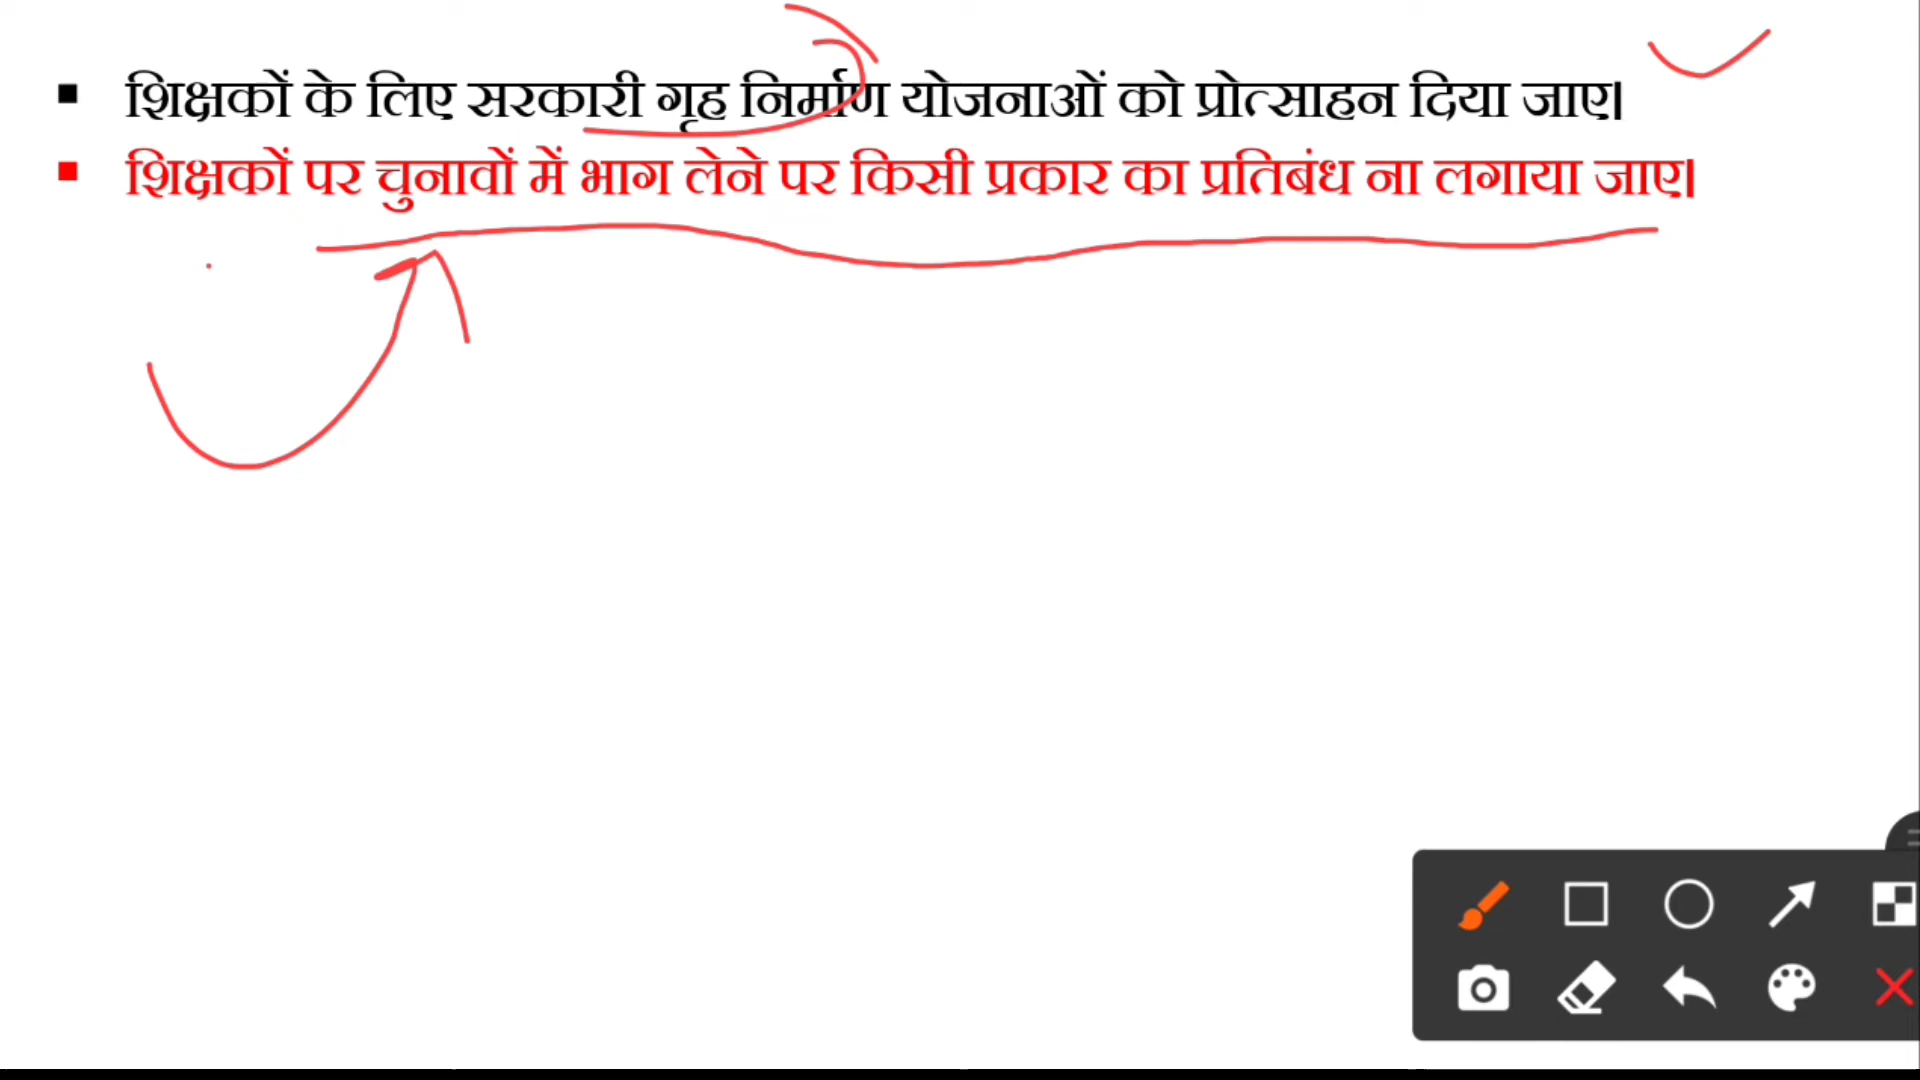 ▪ शिक्षकों के लिए सरकारी गृह निर्माण योजनाओं को प्रोत्साहन दिया जाए।
▪ शिक्षकों पर चुनावों में भाग लेने पर किसी प्रकार का प्रतिबंध ना लगाया जाए।